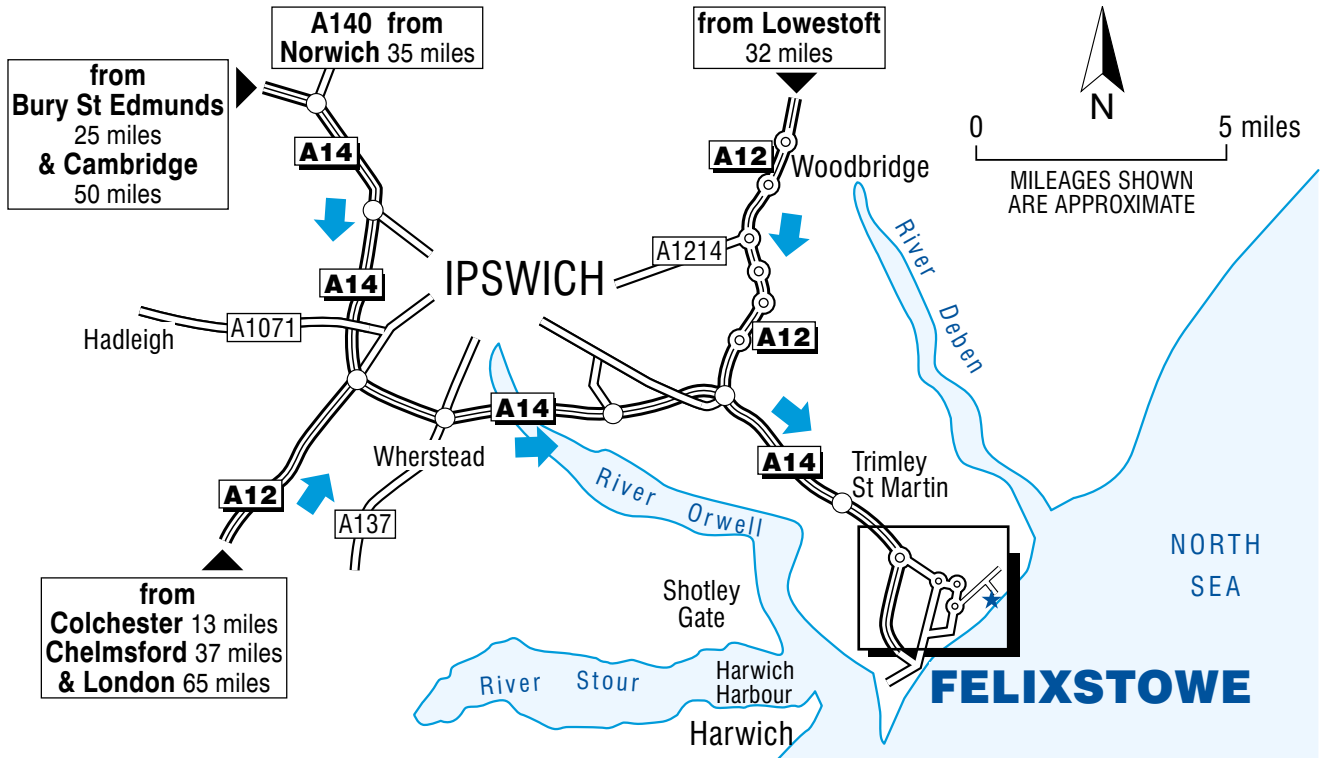 A140 from
Norwich 35 miles
from Lowestoft
32 miles
from
Bury St Edmunds
25 miles
& Cambridge
50 miles
N
0 5 miles
MILEAGES SHOWN
ARE APPROXIMATE
A14
A12
Woodbridge
A1214
River Deben
A14
IPSWICH
A1071
Hadleigh
A12
A14
Wherstead
A14
Trimley
St Martin
A12
A137
River Orwell
NORTH
SEA
from
Colchester 13 miles
Chelmsford 37 miles
& London 65 miles
Shotley
Gate
River Stour
Harwich
Harbour
Harwich
FELIXSTOWE